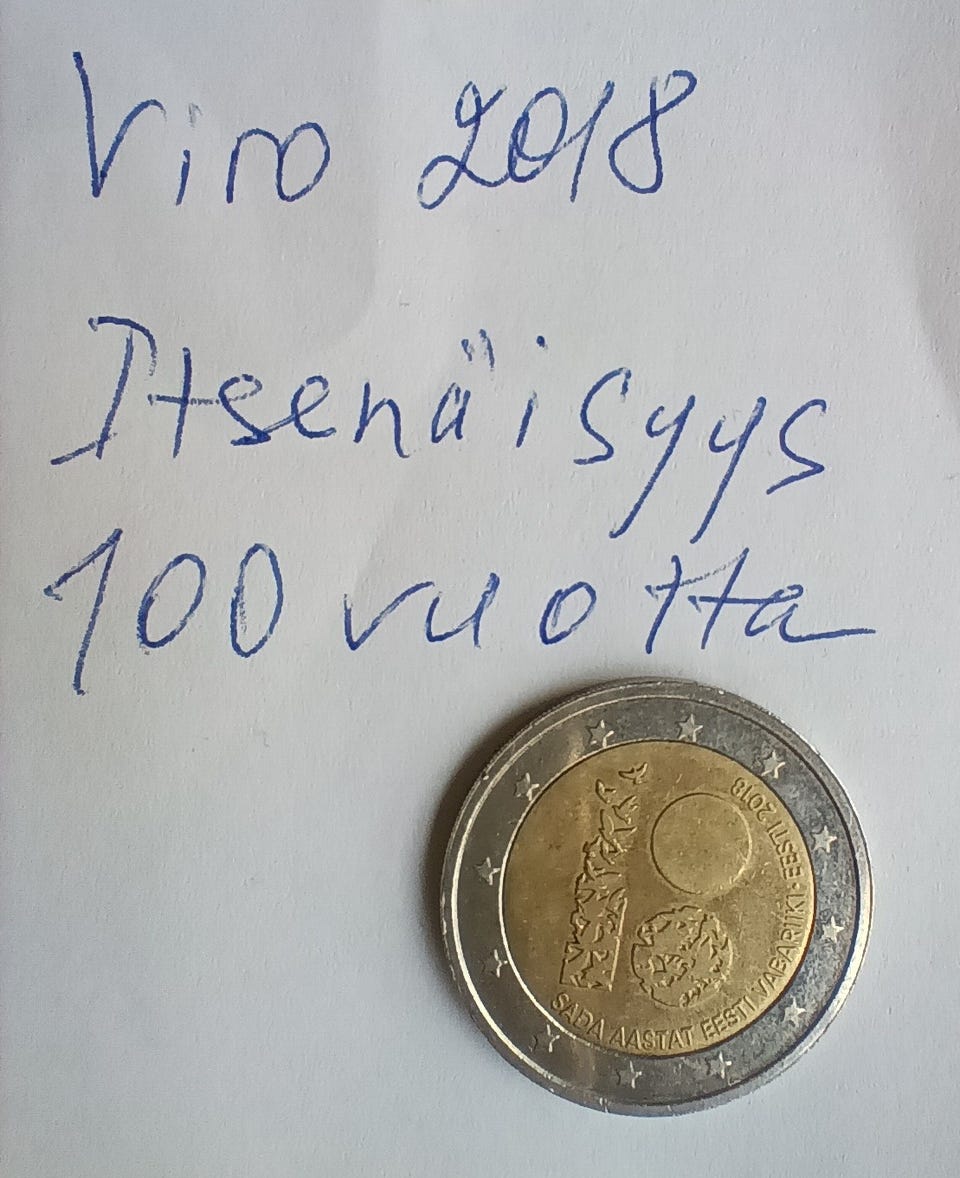 Viro 2018
Itsenäisyys
100 vuotta
SADA AASTAT EESTI VABARIIKI · EESTI 2018